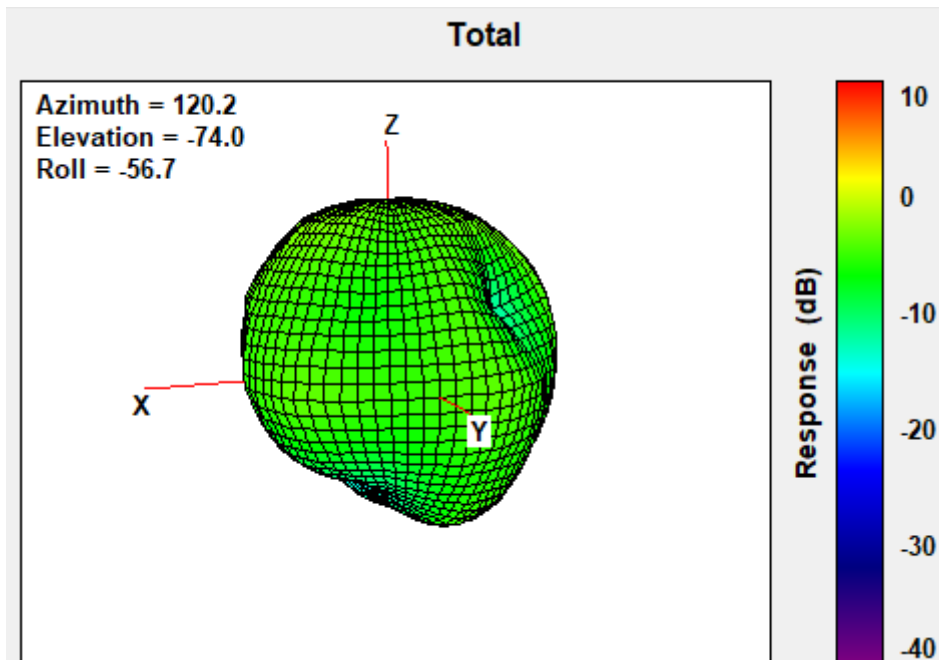 Total
Azimuth = 120.2
Elevation = -74.0
Roll = -56.7
Z
X
Y
10
0
-10
-20
-30
-40
Response (dB)